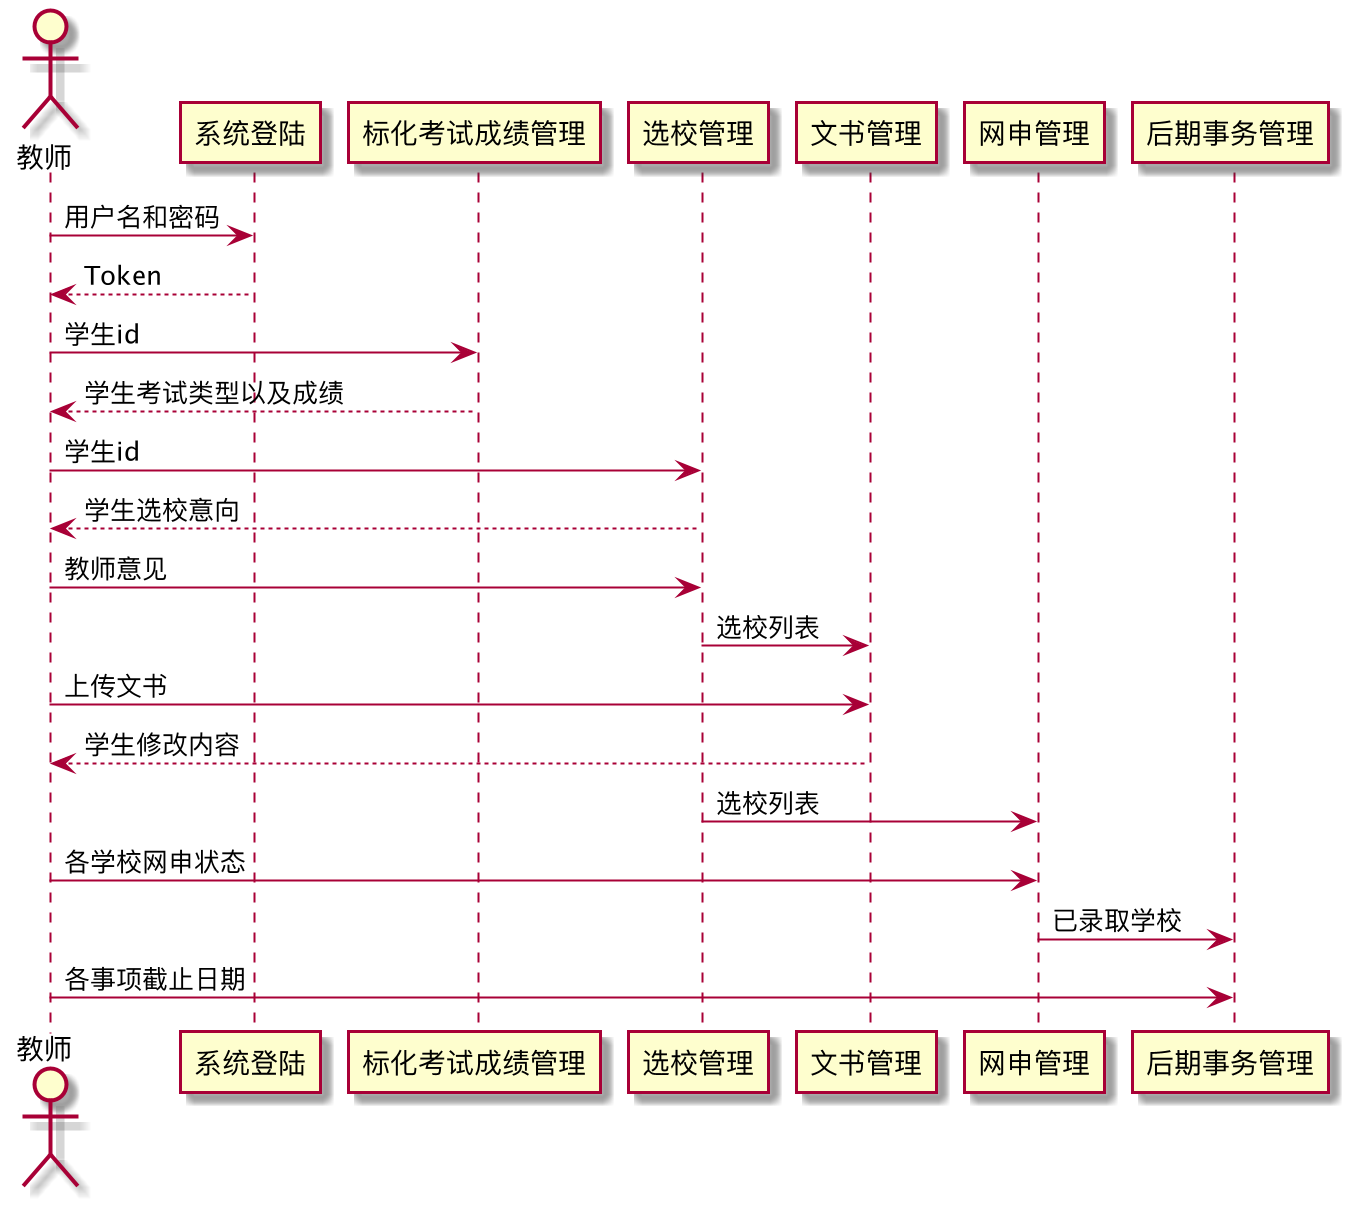 教师
系统登陆
标化考试成绩管理
选校管理
文书管理
网申管理
后期事务管理
用户名和密码
Token
学生id
学生考试类型以及成绩
学生id
学生选校意向
教师意见
选校列表
上传文书
学生修改内容
选校列表
各学校网申状态
已录取学校
各事项截止日期
教师
系统登陆
标化考试成绩管理
选校管理
文书管理
网申管理
后期事务管理